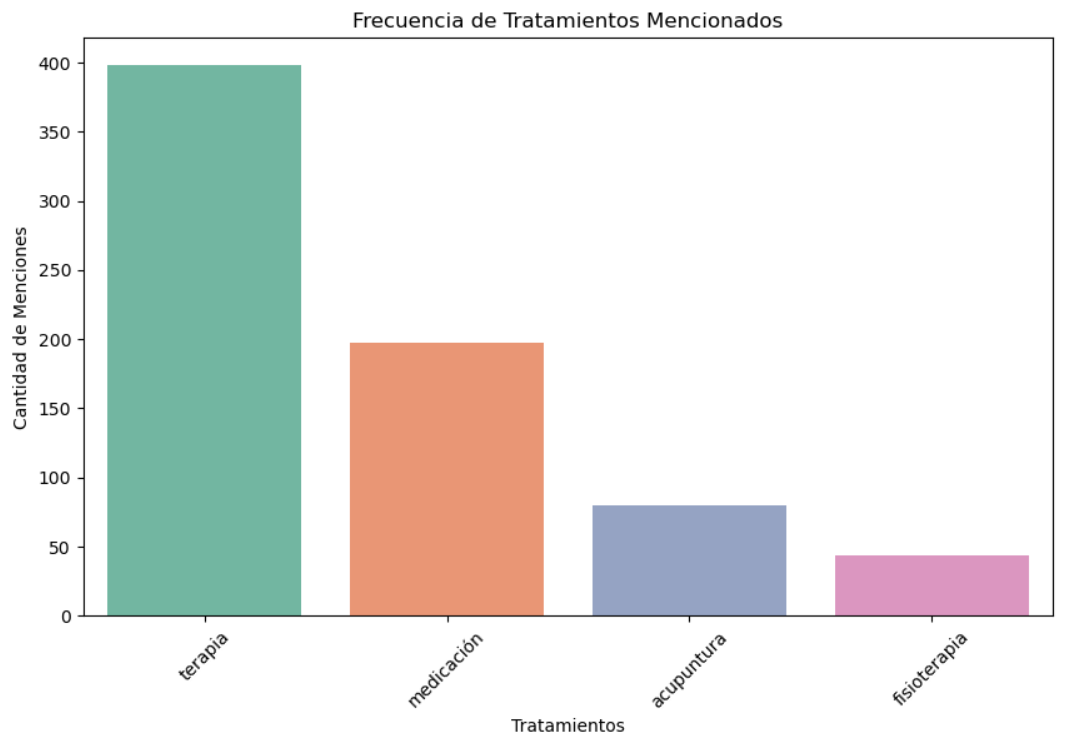 Frecuencia de Tratamientos Mencionados
Cantidad de Menciones
400
350
300
250
200
150
100
50
0
terapia
medicación
acupuntura
fisioterapia
Tratamientos